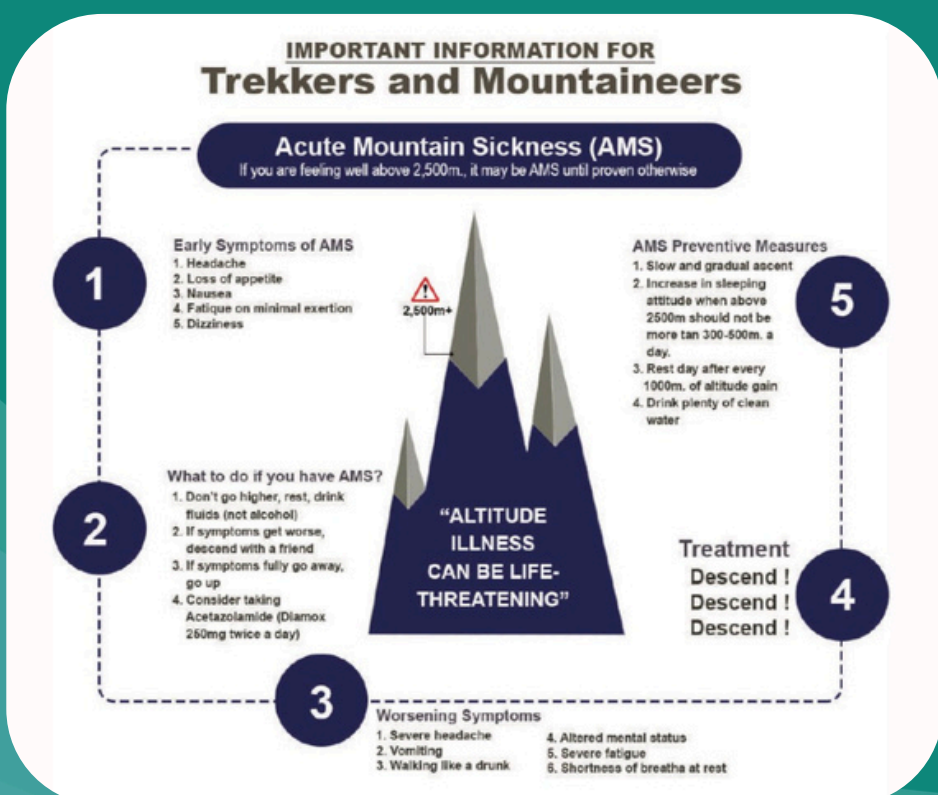 IMPORTANT INFORMATION FOR
Trekkers and Mountaineers
Acute Mountain Sickness (AMS)
If you are feeling well above 2,500m., it may be AMS until proven otherwise
1
Early Symptoms of AMS
1. Headache
2. Loss of appetite
3. Nausea
4. Fatique on minimal exertion
5. Dizziness
2,500m+
AMS Preventive Measures
1. Slow and gradual ascent
2. Increase in sleeping
attitude when above
2500m should not be
more tan 300-500m. a
day.
3. Rest day after every
1000m. of altitude gain
4. Drink plenty of clean
water
5
2
What to do if you have AMS?
1. Don't go higher, rest, drink
fluids (not alcohol)
2. If symptoms get worse,
descend with a friend
3. If symptoms fully go away,
go up
4. Consider taking
Acetazolamide (Diamox
250mg twice a day)
"ALTITUDE
ILLNESS
CAN BE LIFE-
THREATENING"
Treatment
Descend !
Descend !
Descend !
4
3
Worsening Symptoms
1. Severe headache
2. Vomiting
3. Walking like a drunk
4. Altered mental status
5. Severe fatigue
6. Shortness of breatha at rest